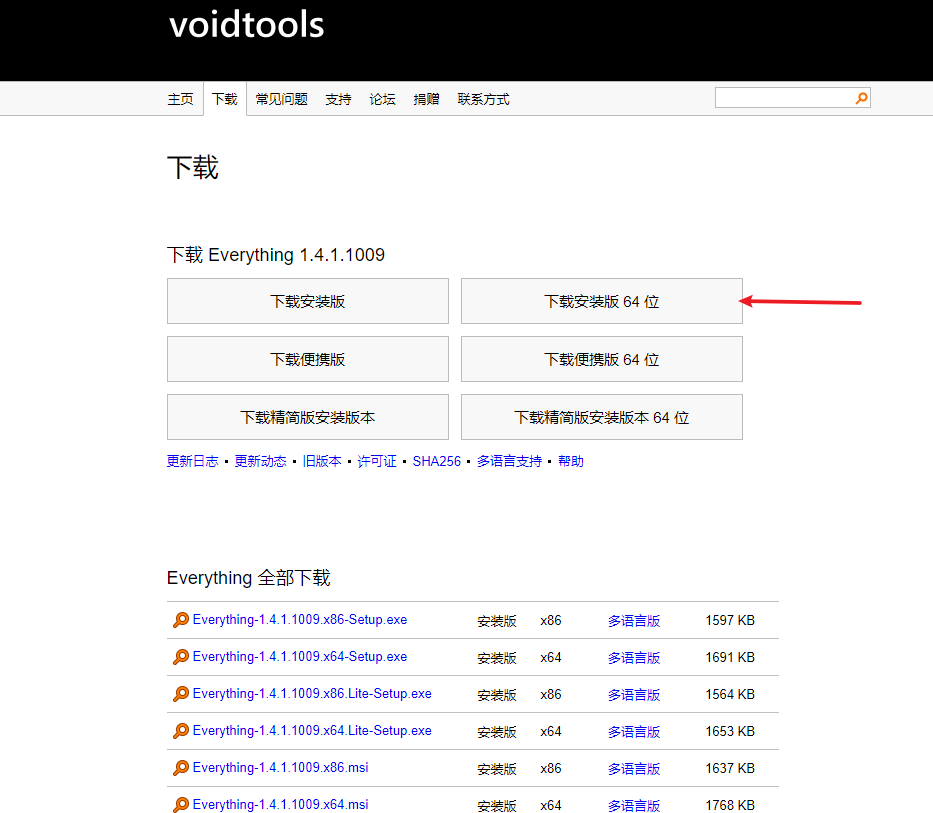 voidtools
主页 下载 常见问题 支持 论坛 捐赠 联系方式
下载
下载 Everything 1.4.1.1009
下载安装版 下载安装版 64 位
下载便携版 下载便携版 64 位
下载精简版安装版本 下载精简版安装版本 64 位
更新日志 • 更新动态 • 旧版本 • 许可证 • SHA256 • 多语言支持 • 帮助
Everything 全部下载
Everything-1.4.1.1009.x86-Setup.exe 安装版 x86 多语言版 1597 KB
Everything-1.4.1.1009.x64-Setup.exe 安装版 x64 多语言版 1691 KB
Everything-1.4.1.1009.x86.Lite-Setup.exe 安装版 x86 多语言版 1564 KB
Everything-1.4.1.1009.x64.Lite-Setup.exe 安装版 x64 多语言版 1653 KB
Everything-1.4.1.1009.x86.msi 安装版 x86 多语言版 1637 KB
Everything-1.4.1.1009.x64.msi 安装版 x64 多语言版 1768 KB